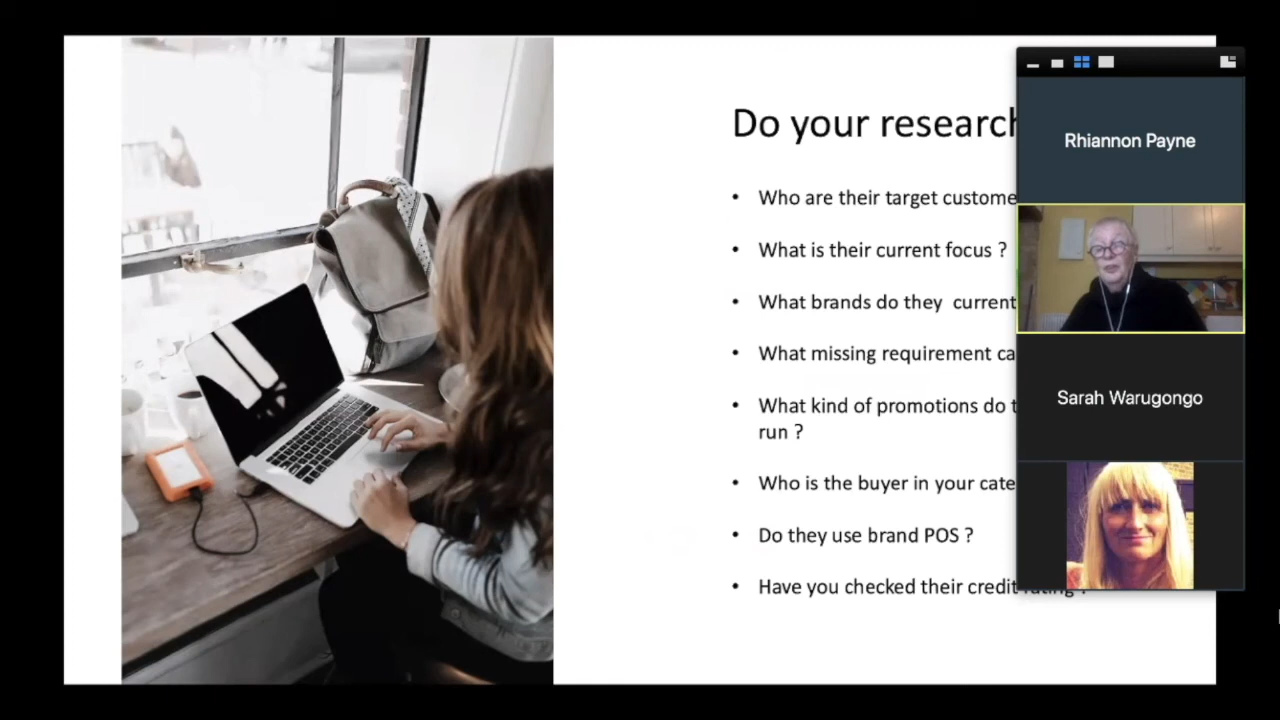 Do your research
Who are their target custome
What is their current focus ?
What brands do they current
What missing requirement ca
What kind of promotions do t
run ?
Who is the buyer in your cate
Do they use brand POS ?
Have you checked their credit rating ?
Rhiannon Payne
Sarah Warugongo